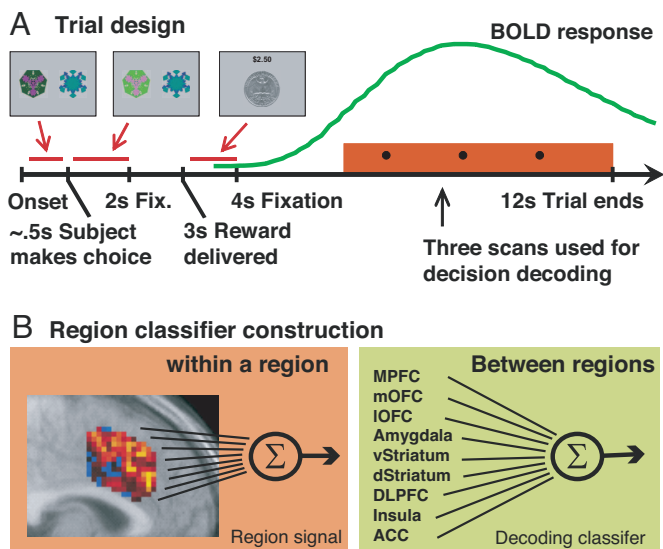 A Trial design
BOLD response
$2.50
Onset
2s Fix.
4s Fixation
12s Trial ends
~.5s Subject
makes choice
3s Reward
delivered
Three scans used for
decision decoding
B Region classifier construction
within a region
Σ
Region signal
Between regions
MPFC
mOFC
lOFC
Amygdala
vStriatum
dStriatum
DLPFC
Insula
ACC
Σ
Decoding classifer